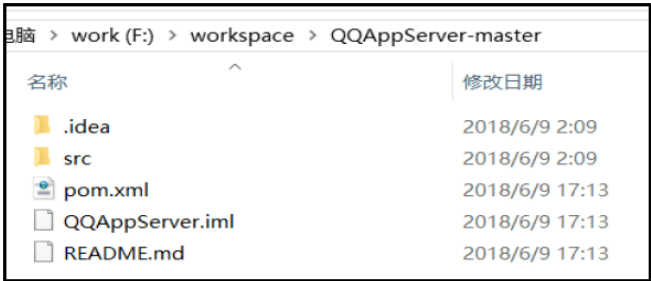 电脑 > work (F:) > workspace > QQAppServer-master
名称 修改日期
.idea 2018/6/9 2:09
src 2018/6/9 2:09
pom.xml 2018/6/9 17:13
QQAppServer.iml 2018/6/9 17:13
README.md 2018/6/9 17:13